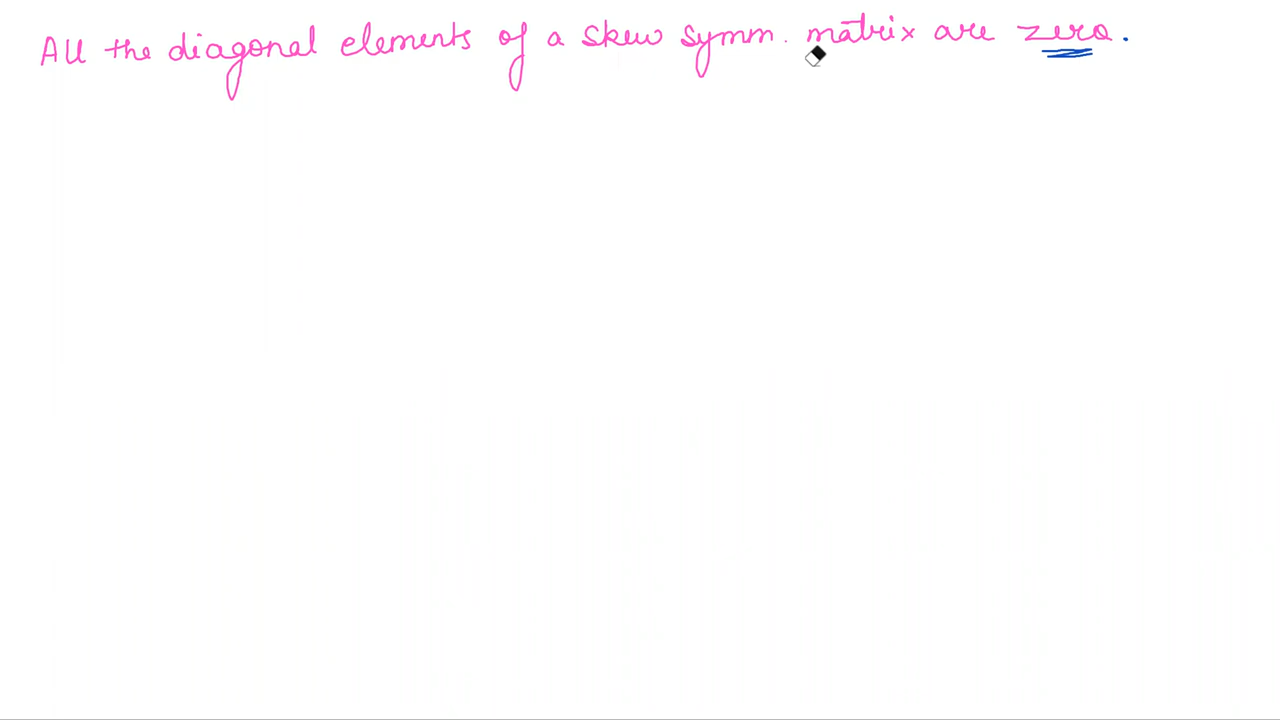 All the diagonal elements of a skew symm. matrix are zero.